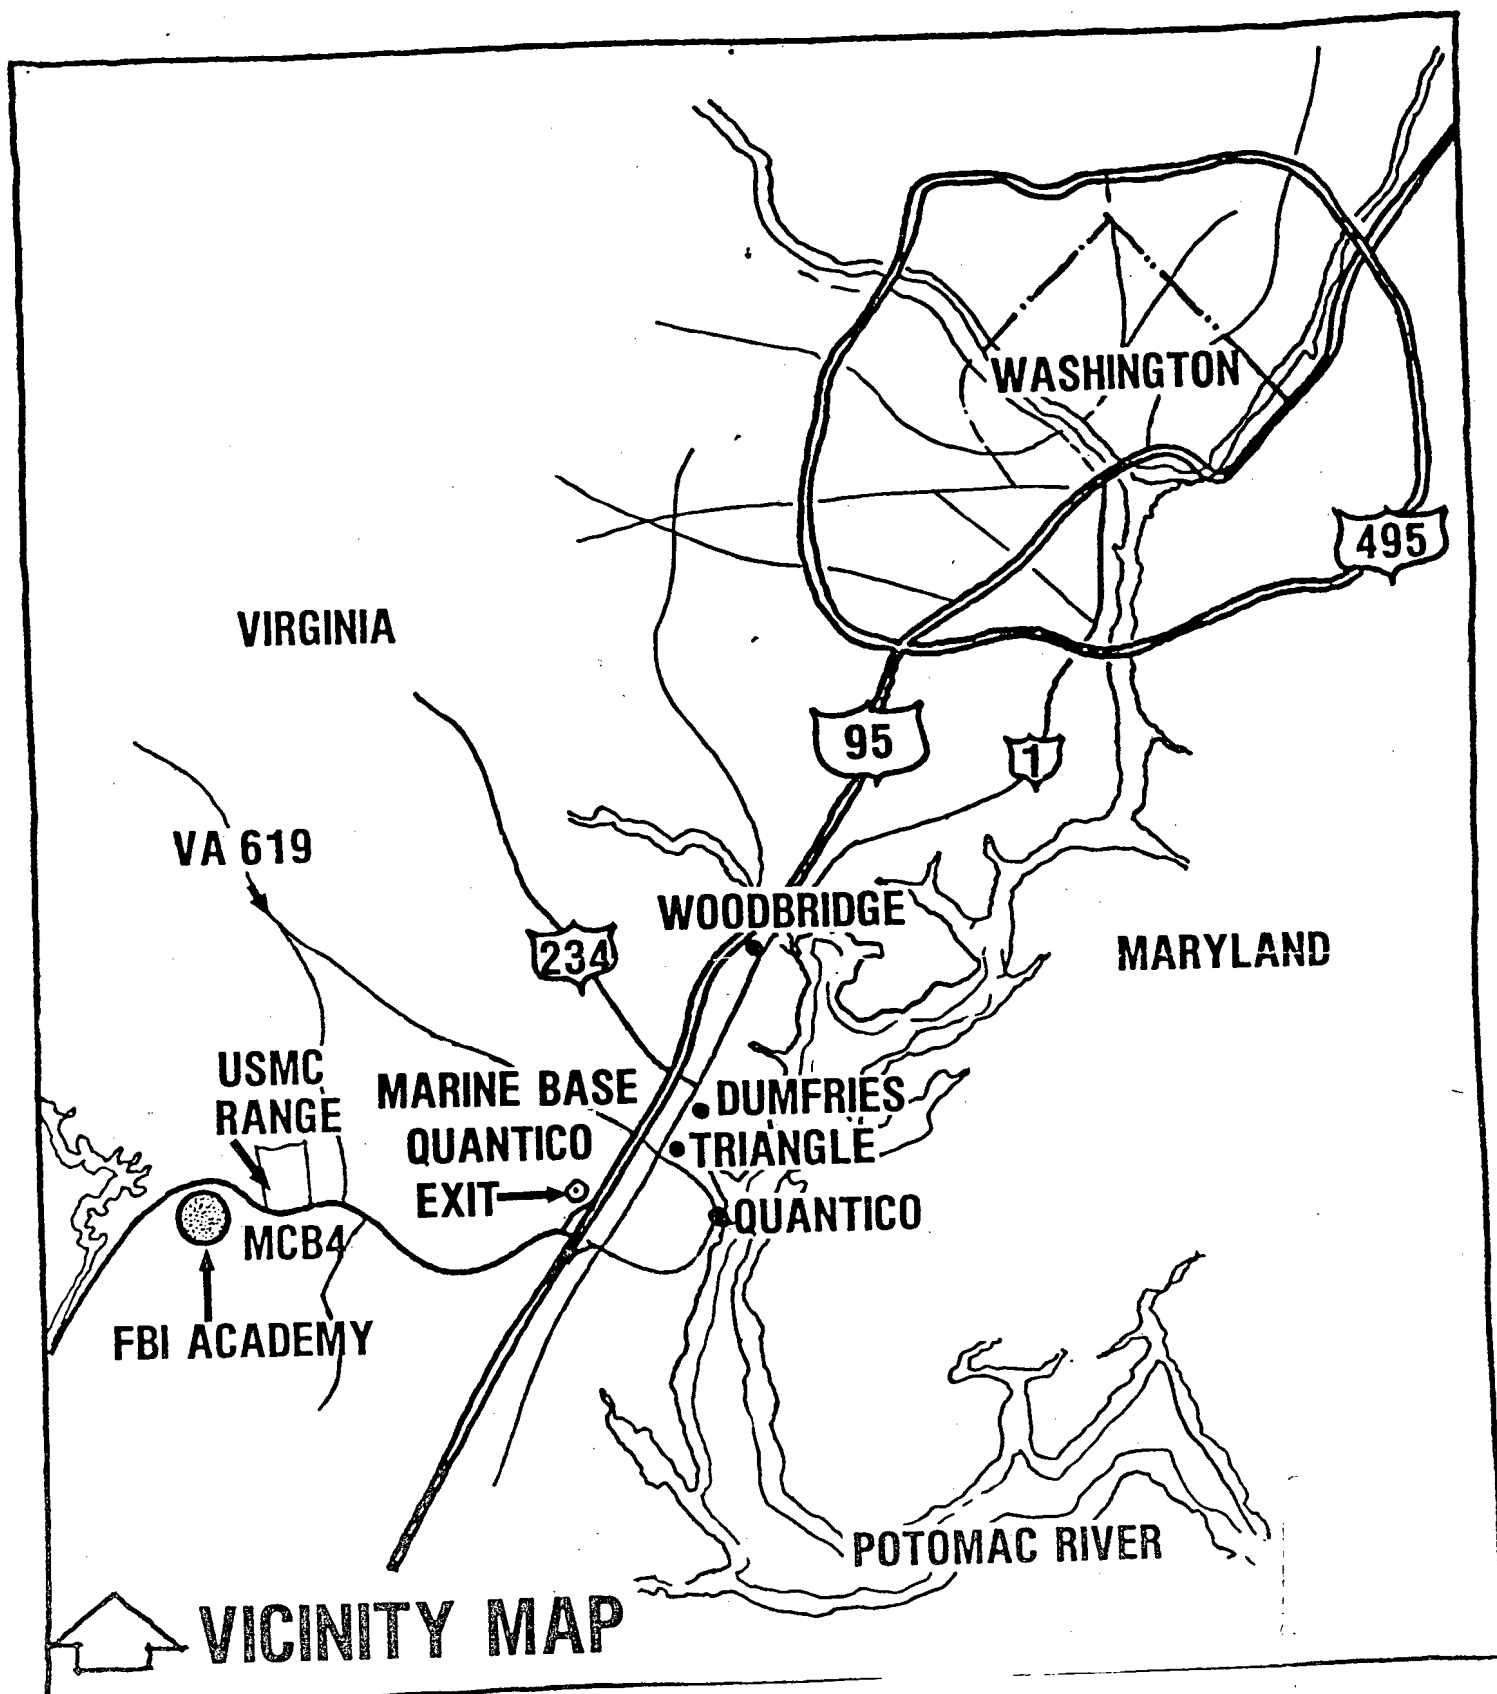 WASHINGTON
495
VIRGINIA
95
1
VA 619
WOODBRIDGE
234
MARYLAND
USMC
RANGE
MARINE BASE
QUANTICO
EXIT
DUMFRIES
TRIANGLE
QUANTICO
MCB4
FBI ACADEMY
POTOMAC RIVER
VICINITY MAP